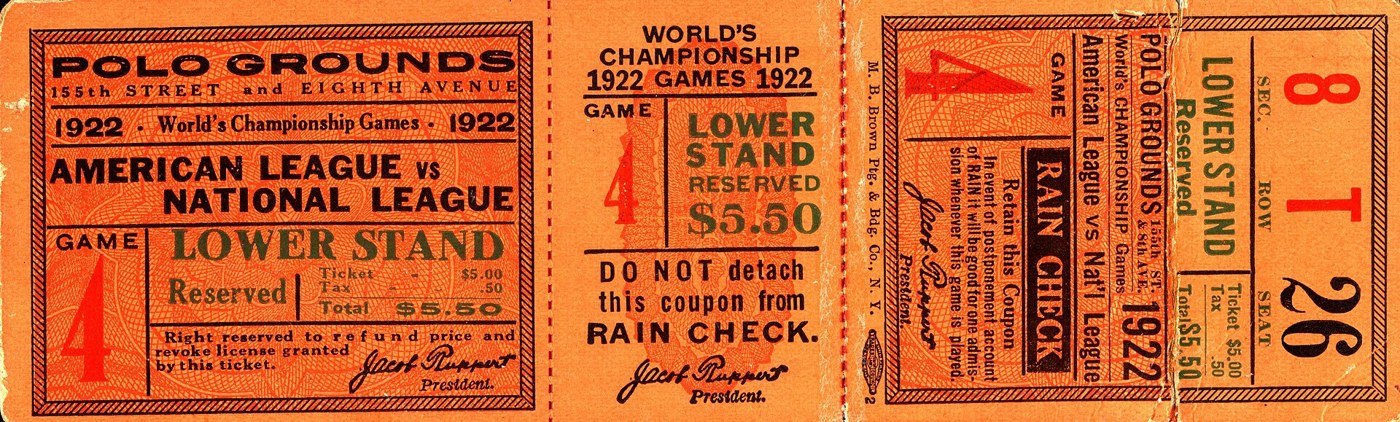 POLO GROUNDS
155th STREET and EIGHTH AVENUE
1922 · World's Championship Games · 1922
AMERICAN LEAGUE VS
NATIONAL LEAGUE
GAME
4
LOWER STAND
Reserved
Ticket - $5.00
Tax - .50
Total $5.50
Right reserved to refund price and
revoke license granted
by this ticket.
Jacob Ruppert
President.
WORLD'S
CHAMPIONSHIP
1922 GAMES 1922
GAME
4
LOWER
STAND
RESERVED
$5.50
DO NOT detach
this coupon from
RAIN CHECK.
Jacob Ruppert
President.
8 T 26
SEC. ROW SEAT
LOWER STAND
Reserved
Ticket $5.00
Tax .50
Total $5.50
POLO GROUNDS 155th ST. & 8th AVE.
World's CHAMPIONSHIP Games 1922
American League vs Nat'l League
GAME
4
RAIN CHECK
Retain this Coupon
In the event of postponement account
of RAIN it will be good for one admis-
sion whenever this game is played.
Jacob Ruppert
President.
M. B. Brown Ptg. & Bdg. Co., N. Y.
2